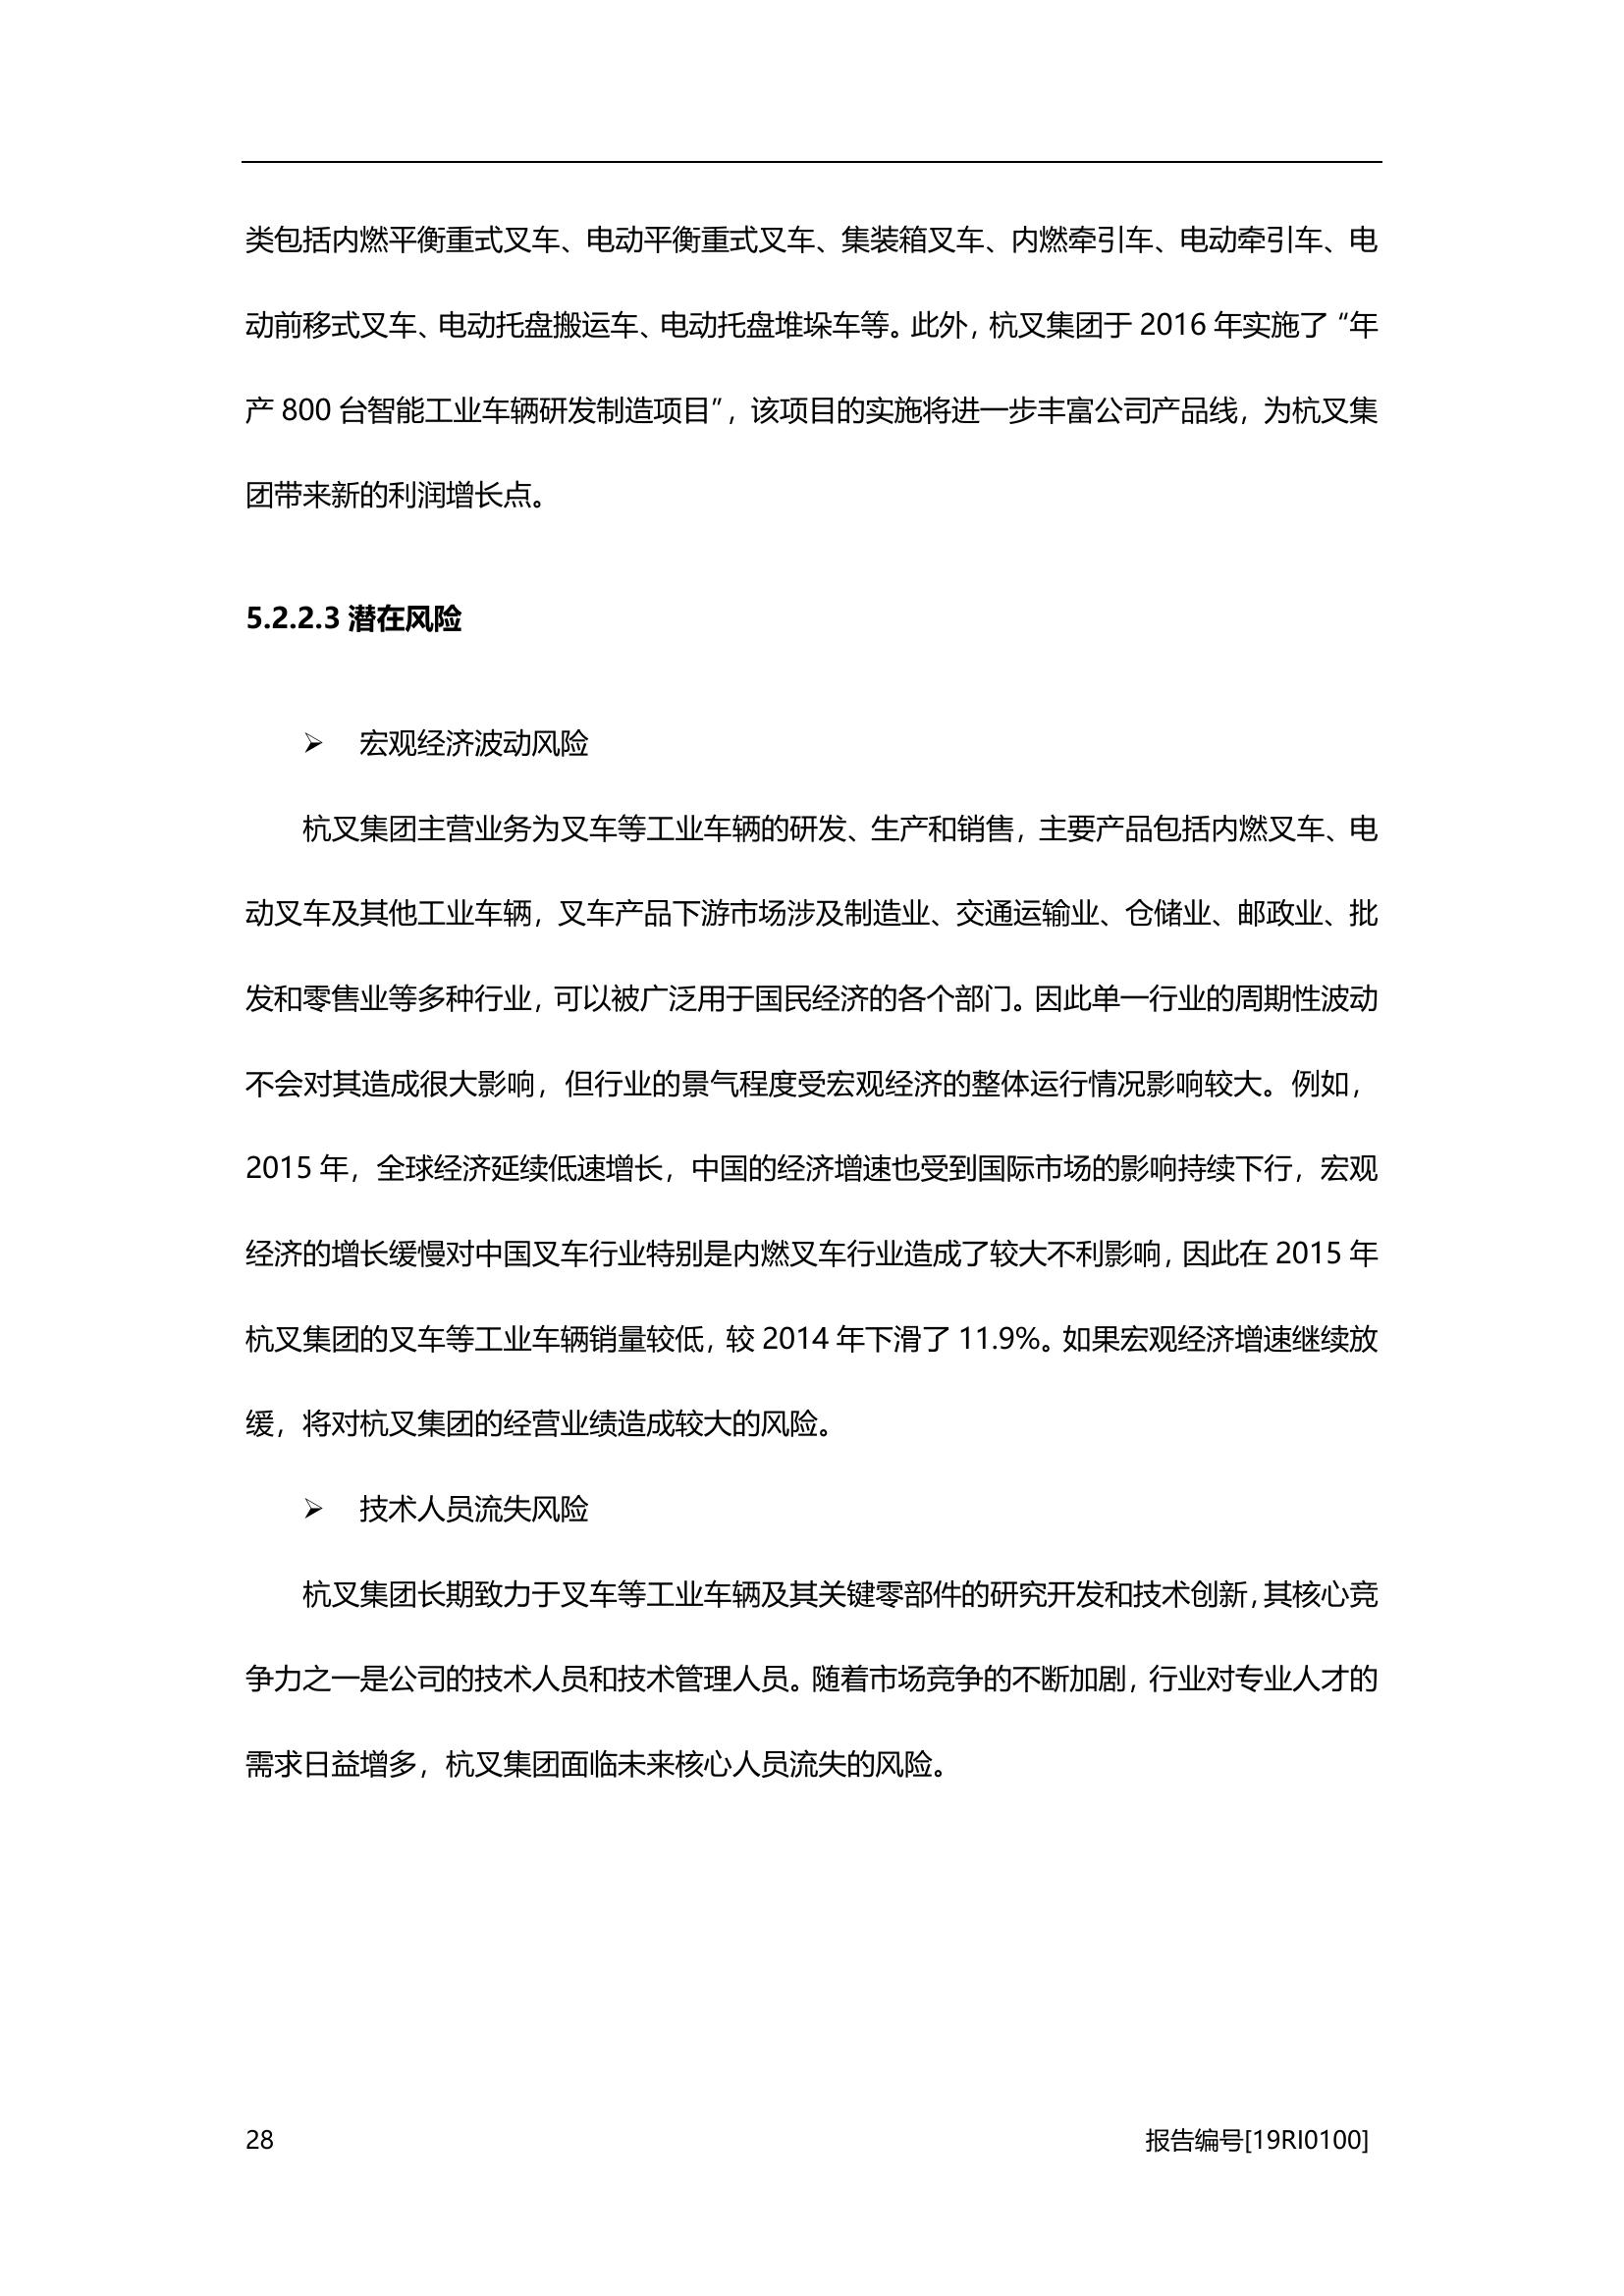 类包括内燃平衡重式叉车、电动平衡重式叉车、集装箱叉车、内燃牵引车、电动牵引车、电
动前移式叉车、电动托盘搬运车、电动托盘堆垛车等。此外，杭叉集团于 2016 年实施了“年
产 800 台智能工业车辆研发制造项目”，该项目的实施将进一步丰富公司产品线，为杭叉集
团带来新的利润增长点。
5.2.2.3 潜在风险
➢ 宏观经济波动风险
杭叉集团主营业务为叉车等工业车辆的研发、生产和销售，主要产品包括内燃叉车、电
动叉车及其他工业车辆，叉车产品下游市场涉及制造业、交通运输业、仓储业、邮政业、批
发和零售业等多种行业，可以被广泛用于国民经济的各个部门。因此单一行业的周期性波动
不会对其造成很大影响，但行业的景气程度受宏观经济的整体运行情况影响较大。例如，
2015 年，全球经济延续低速增长，中国的经济增速也受到国际市场的影响持续下行，宏观
经济的增长缓慢对中国叉车行业特别是内燃叉车行业造成了较大不利影响，因此在 2015 年
杭叉集团的叉车等工业车辆销量较低，较 2014 年下滑了 11.9%。如果宏观经济增速继续放
缓，将对杭叉集团的经营业绩造成较大的风险。
➢ 技术人员流失风险
杭叉集团长期致力于叉车等工业车辆及其关键零部件的研究开发和技术创新，其核心竞
争力之一是公司的技术人员和技术管理人员。随着市场竞争的不断加剧，行业对专业人才的
需求日益增多，杭叉集团面临未来核心人员流失的风险。
28 报告编号[19RI0100]